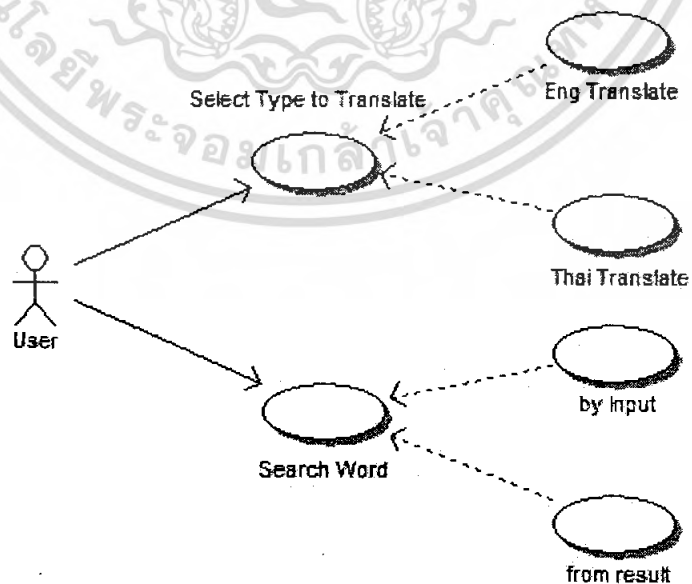 Select Type to Translate
Eng Translate
Thai Translate
User
by Input
Search Word
from result